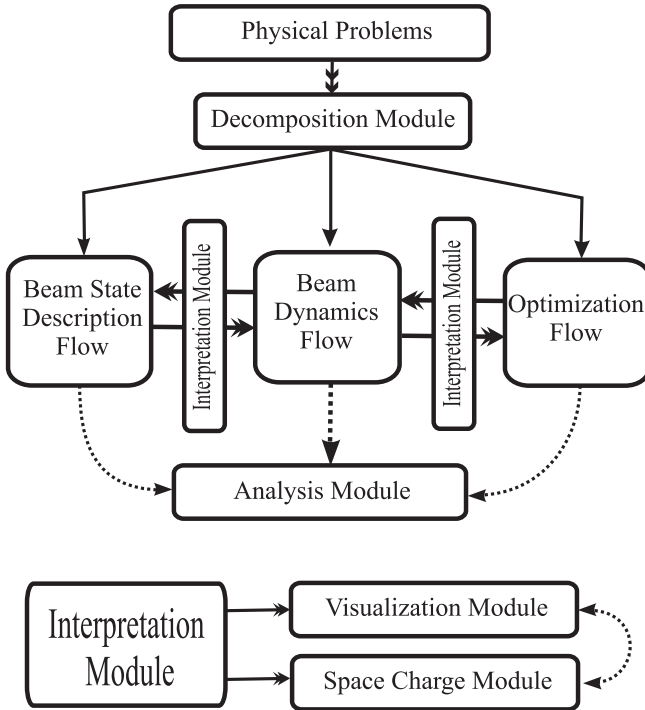 Physical Problems
Decomposition Module
Beam State
Description
Flow
Interpretation Module
Beam
Dynamics
Flow
Interpretation Module
Optimization
Flow
Analysis Module
Interpretation
Module
Visualization Module
Space Charge Module